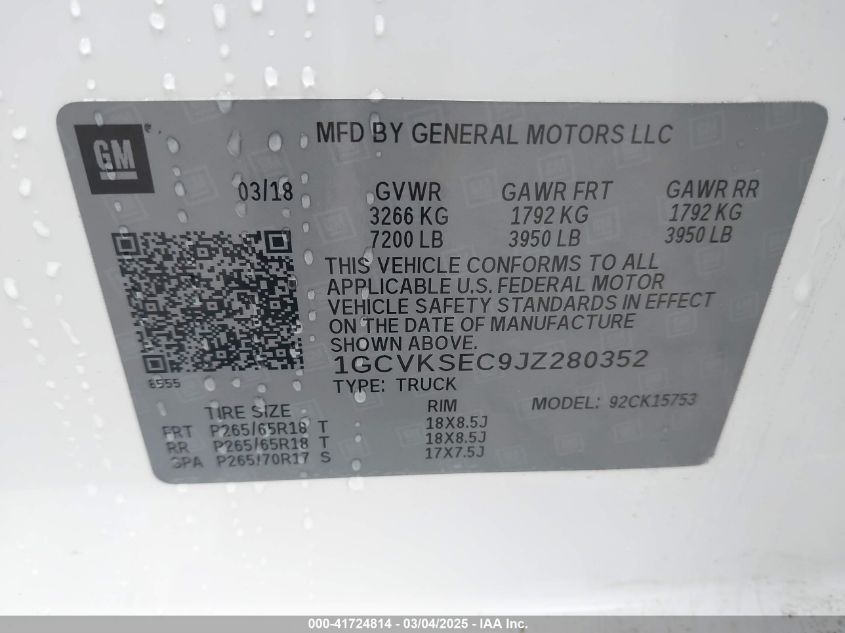 GM
MFD BY GENERAL MOTORS LLC
03/18 GVWR GAWR FRT GAWR RR
3266 KG 1792 KG 1792 KG
7200 LB 3950 LB 3950 LB
THIS VEHICLE CONFORMS TO ALL
APPLICABLE U.S. FEDERAL MOTOR
VEHICLE SAFETY STANDARDS IN EFFECT
ON THE DATE OF MANUFACTURE
SHOWN ABOVE.
1GCVKSEC9JZ280352
8555 TYPE: TRUCK
TIRE SIZE RIM MODEL: 92CK15753
FRT P265/65R18 T 18X8.5J
RR P265/65R18 T 18X8.5J
SPA P265/70R17 S 17X7.5J
000-41724814 - 03/04/2025 - IAA Inc.